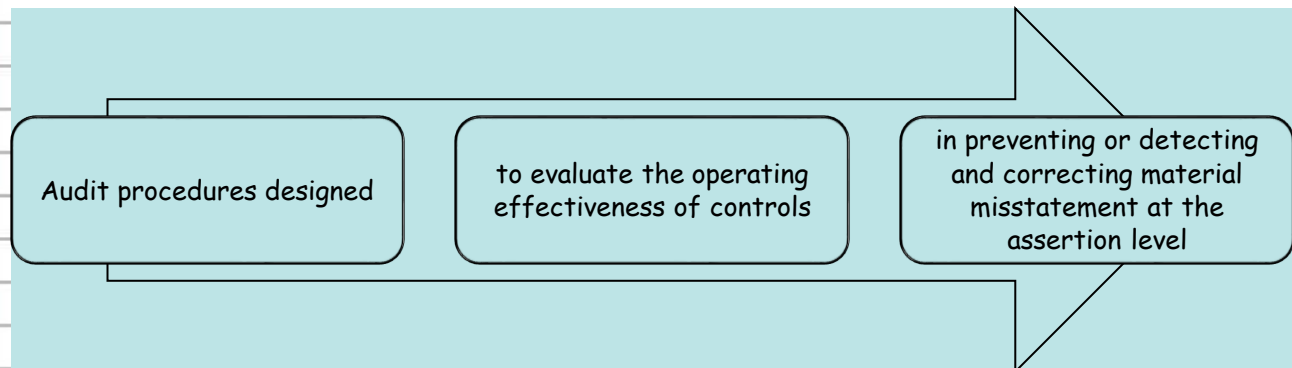 Audit procedures designed
to evaluate the operating
effectiveness of controls
in preventing or detecting
and correcting material
misstatement at the
assertion level